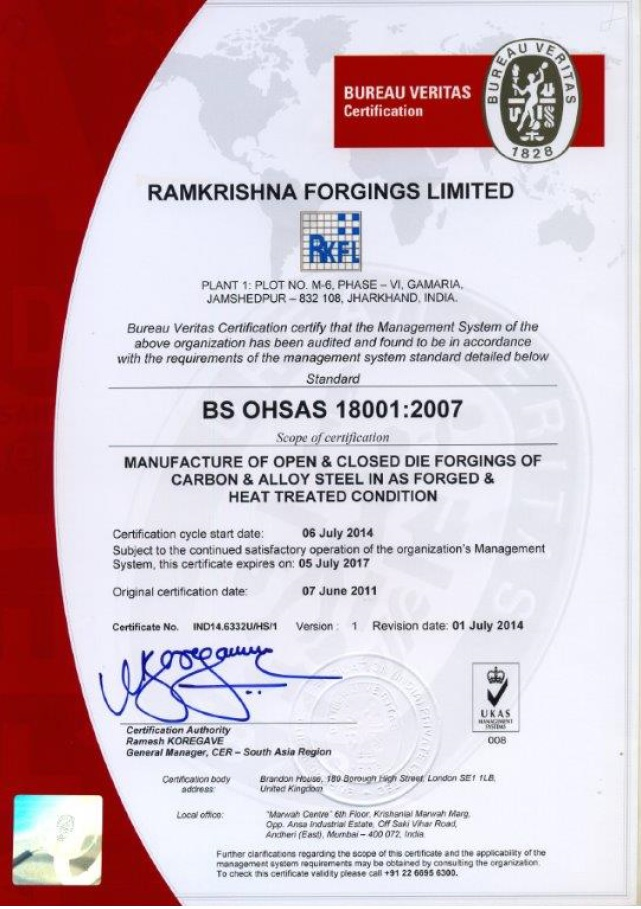 BUREAU VERITAS
Certification
BUREAU VERITAS
1828
RAMKRISHNA FORGINGS LIMITED
RKFL
PLANT 1: PLOT NO. M-6, PHASE – VI, GAMARIA,
JAMSHEDPUR – 832 108, JHARKHAND, INDIA.
Bureau Veritas Certification certify that the Management System of the
above organization has been audited and found to be in accordance
with the requirements of the management system standard detailed below
Standard
BS OHSAS 18001:2007
Scope of certification
MANUFACTURE OF OPEN & CLOSED DIE FORGINGS OF
CARBON & ALLOY STEEL IN AS FORGED &
HEAT TREATED CONDITION
Certification cycle start date: 06 July 2014
Subject to the continued satisfactory operation of the organization's Management
System, this certificate expires on: 05 July 2017
Original certification date: 07 June 2011
Certificate No. IND14.6332U/HS/1 Version : 1 Revision date: 01 July 2014
UKAS
MANAGEMENT
SYSTEMS
008
Certification Authority
Ramesh KOREGAVE
General Manager, CER – South Asia Region
Certification body address: Brandon House, 180 Borough High Street, London SE1 1LB,
United Kingdom
Local office: "Marwah Centre" 6th Floor, Krishanlal Marwah Marg,
Opp. Ansa Industrial Estate, Off Saki Vihar Road,
Andheri (East), Mumbai – 400 072, India
Further clarifications regarding the scope of this certificate and the applicability of the
management system requirements may be obtained by consulting the organization.
To check this certificate validity please call +91 22 6695 6300.